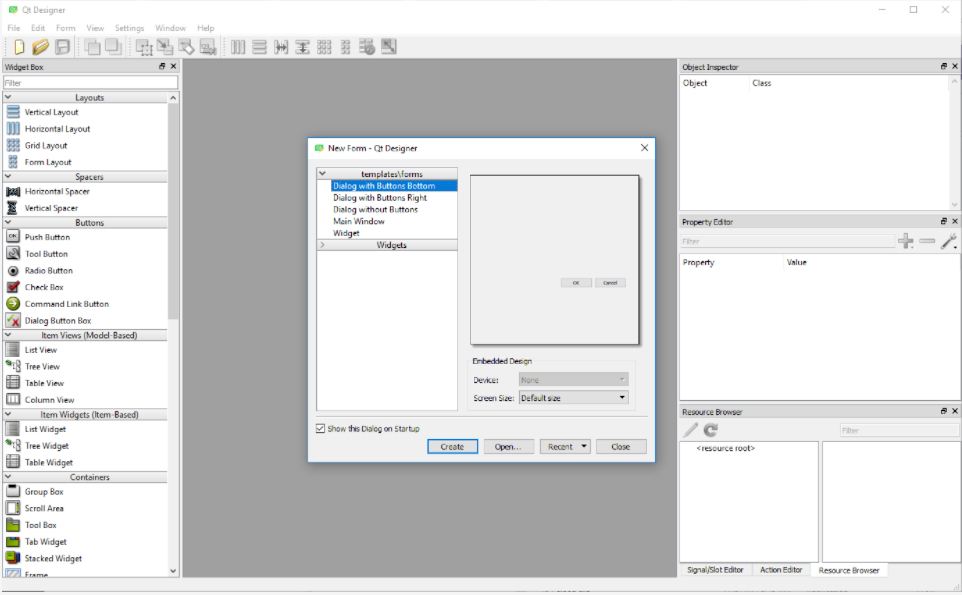 Qt Designer
File Edit Form View Settings Window Help
Widget Box
Filter
Layouts
Vertical Layout
Horizontal Layout
Grid Layout
Form Layout
Spacers
Horizontal Spacer
Vertical Spacer
Buttons
OK
Push Button
Tool Button
Radio Button
Check Box
Command Link Button
Dialog Button Box
Item Views (Model-Based)
List View
Tree View
Table View
Column View
Item Widgets (Item-Based)
List Widget
Tree Widget
Table Widget
Containers
Group Box
Scroll Area
Tool Box
Tab Widget
Stacked Widget
Frame
New Form - Qt Designer
templates\forms
Dialog with Buttons Bottom
Dialog with Buttons Right
Dialog without Buttons
Main Window
Widget
Widgets
OK Cancel
Embedded Design
Device: None
Screen Size: Default size
Show this Dialog on Startup
Create Open... Recent Close
Object Inspector
Object Class
Property Editor
Filter
Property Value
Resource Browser
Filter
<resource root>
Signal/Slot Editor Action Editor Resource Browser